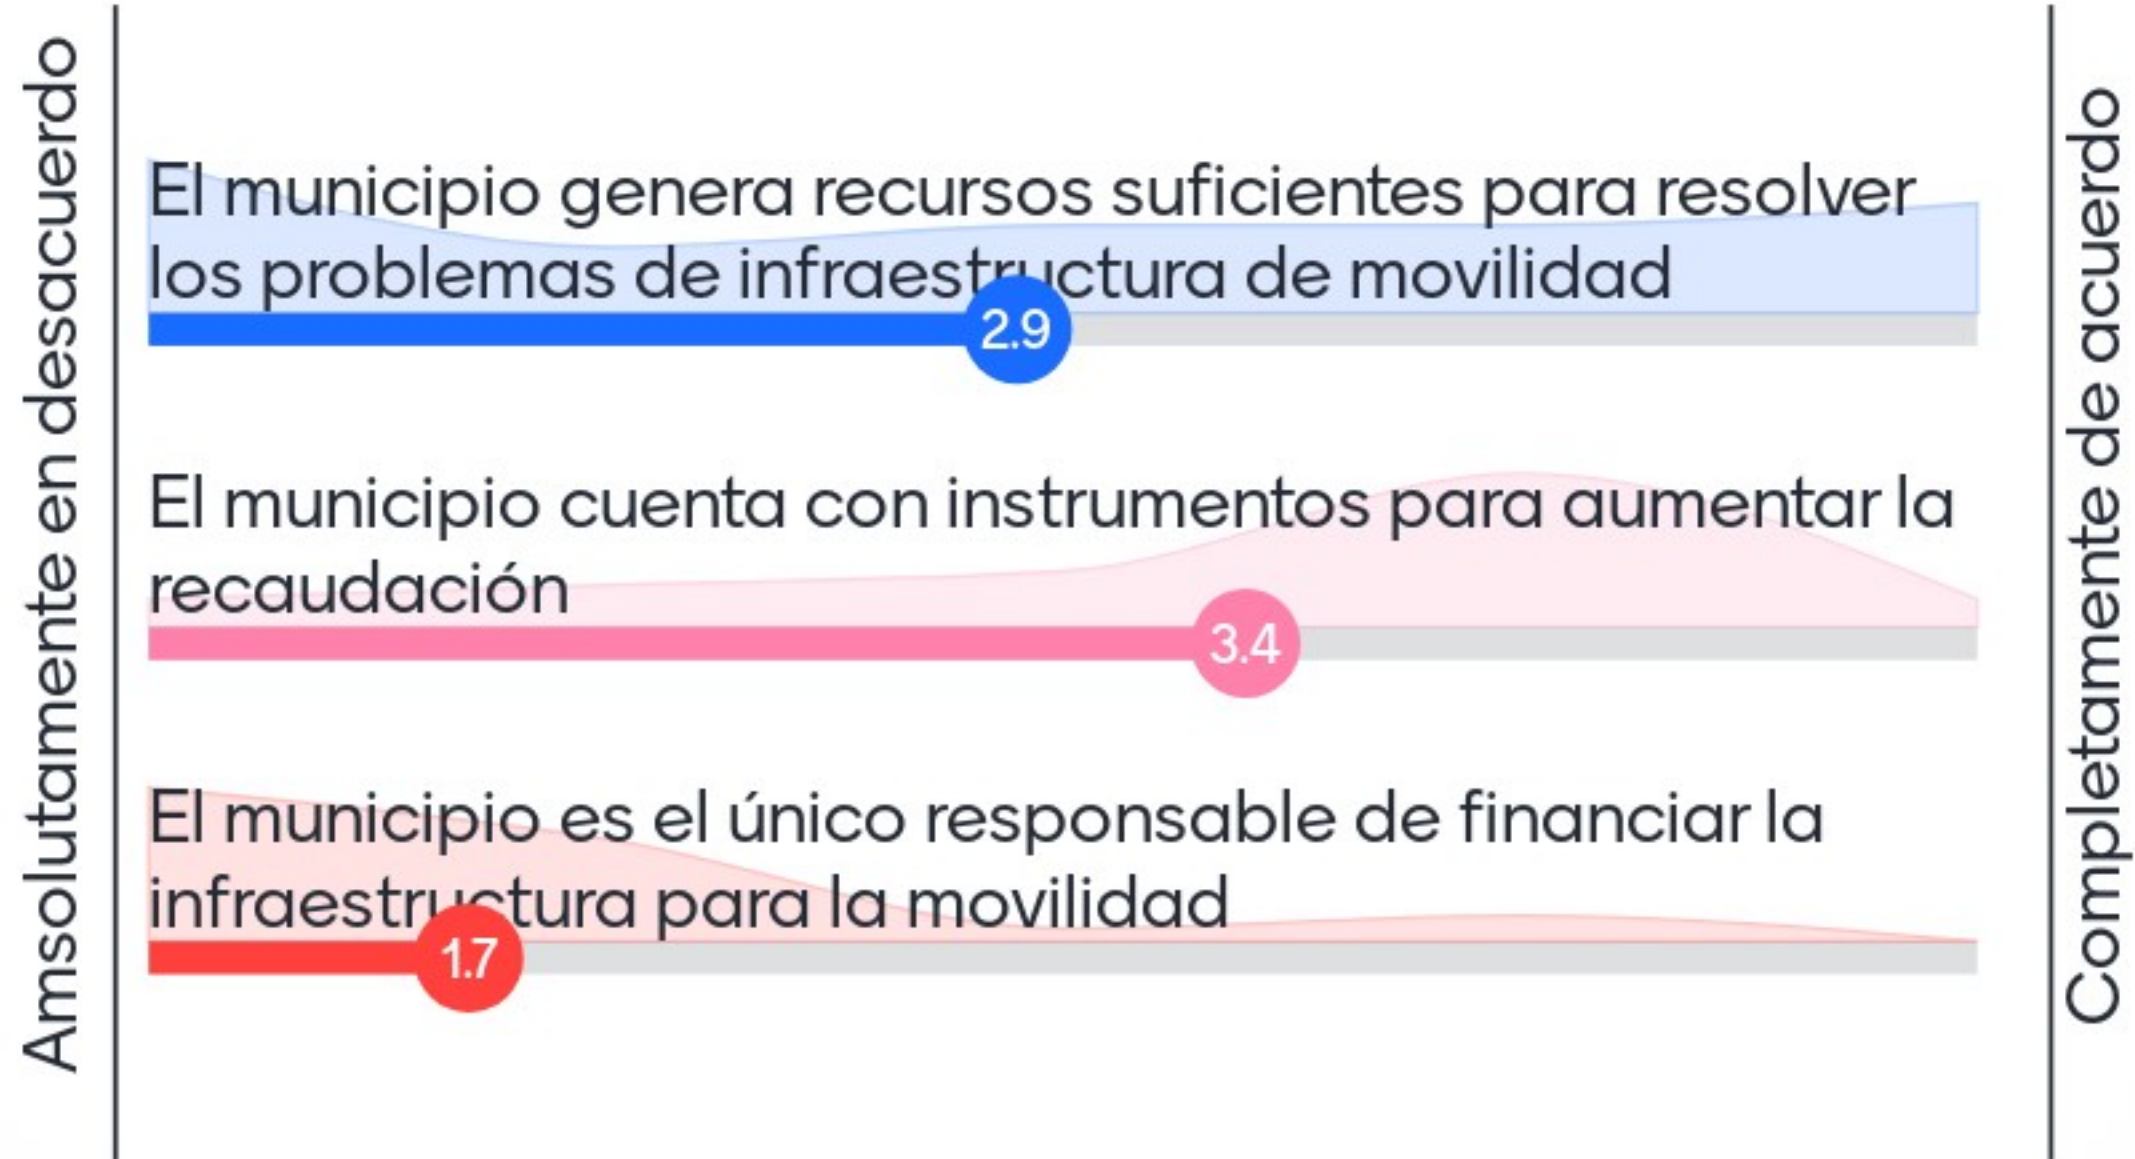 Amsolutamente en desacuerdo
El municipio genera recursos suficientes para resolver
los problemas de infraestructura de movilidad
2.9
El municipio cuenta con instrumentos para aumentar la
recaudación
3.4
El municipio es el único responsable de financiar la
infraestructura para la movilidad
1.7
Completamente de acuerdo